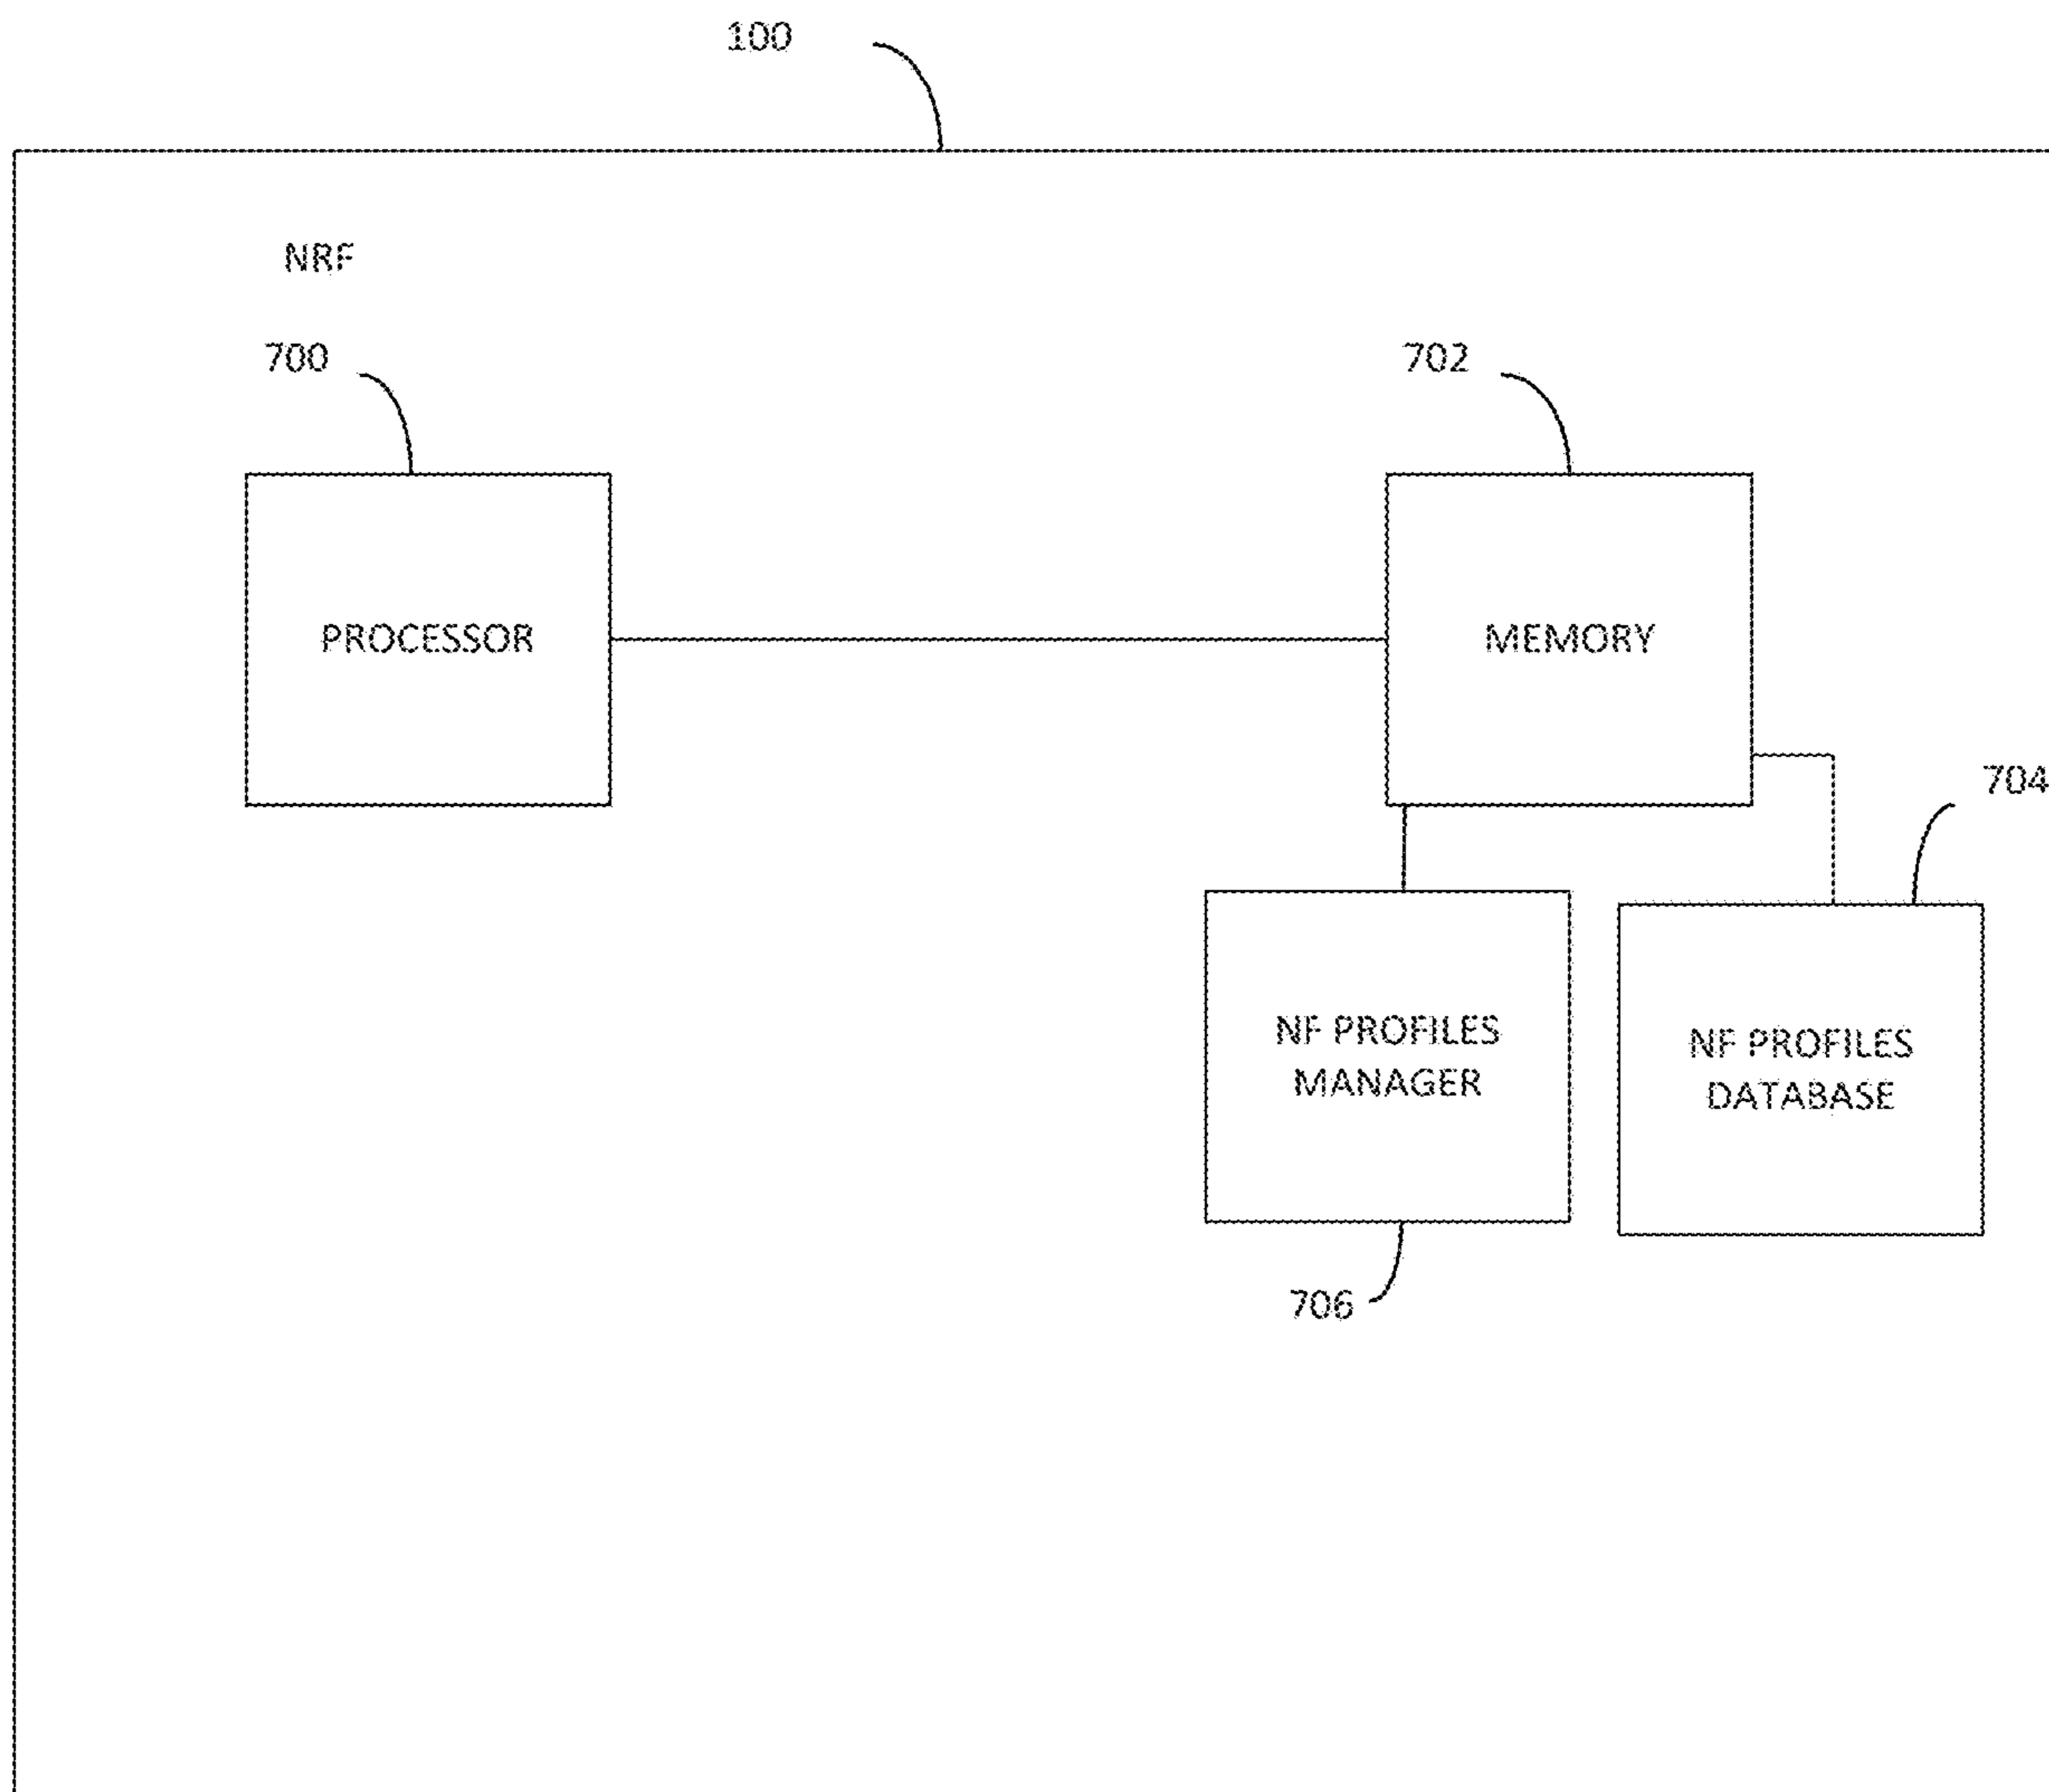 100
NRF
700
702
PROCESSOR
MEMORY
704
NF PROFILES
MANAGER
NF PROFILES
DATABASE
706